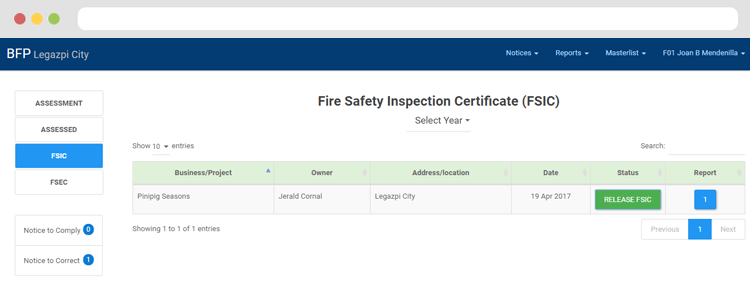 BFP Legazpi City
Notices
Reports
Masterlist
F01 Joan B Mendenilla
ASSESSMENT
ASSESSED
FSIC
FSEC
Notice to Comply 0
Notice to Correct 1
Fire Safety Inspection Certificate (FSIC)
Select Year
Show 10 entries
Search:
Business/Project Owner Address/location Date Status Report
Pinipig Seasons Jerald Cornal Legazpi City 19 Apr 2017 RELEASE FSIC 1
Showing 1 to 1 of 1 entries
Previous 1 Next